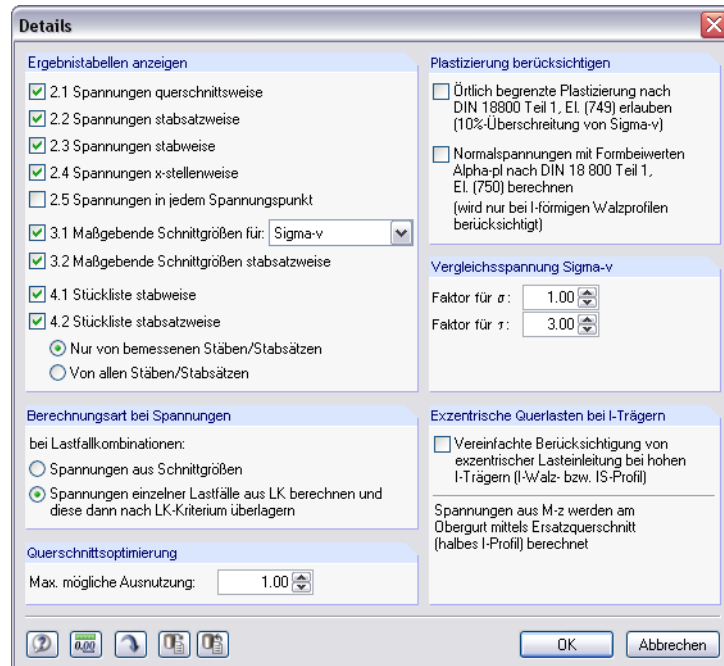 Details
Ergebnistabellen anzeigen
2.1 Spannungen querschnittsweise
2.2 Spannungen stabsatzweise
2.3 Spannungen stabweise
2.4 Spannungen x-stellenweise
2.5 Spannungen in jedem Spannungspunkt
3.1 Maßgebende Schnittgrößen für: Sigma-v
3.2 Maßgebende Schnittgrößen stabsatzweise
4.1 Stückliste stabweise
4.2 Stückliste stabsatzweise
Nur von bemessenen Stäben/Stabsätzen
Von allen Stäben/Stabsätzen
Berechnungsart bei Spannungen
bei Lastfallkombinationen:
Spannungen aus Schnittgrößen
Spannungen einzelner Lastfälle aus LK berechnen und
diese dann nach LK-Kriterium überlagern
Querschnittsoptimierung
Max. mögliche Ausnutzung: 1.00
Plastizierung berücksichtigen
Örtlich begrenzte Plastizierung nach
DIN 18800 Teil 1, El. (749) erlauben
(10%-Überschreitung von Sigma-v)
Normalspannungen mit Formbeiwerten
Alpha-pl nach DIN 18 800 Teil 1,
El. (750) berechnen
(wird nur bei I-förmigen Walzprofilen
berücksichtigt)
Vergleichsspannung Sigma-v
Faktor für σ: 1.00
Faktor für τ: 3.00
Exzentrische Querlasten bei I-Trägern
Vereinfachte Berücksichtigung von
exzentrischer Lasteinleitung bei hohen
I-Trägern (I-Walz- bzw. IS-Profil)
Spannungen aus M-z werden am
Obergurt mittels Ersatzquerschnitt
(halbes I-Profil) berechnet
0.00
OK
Abbrechen